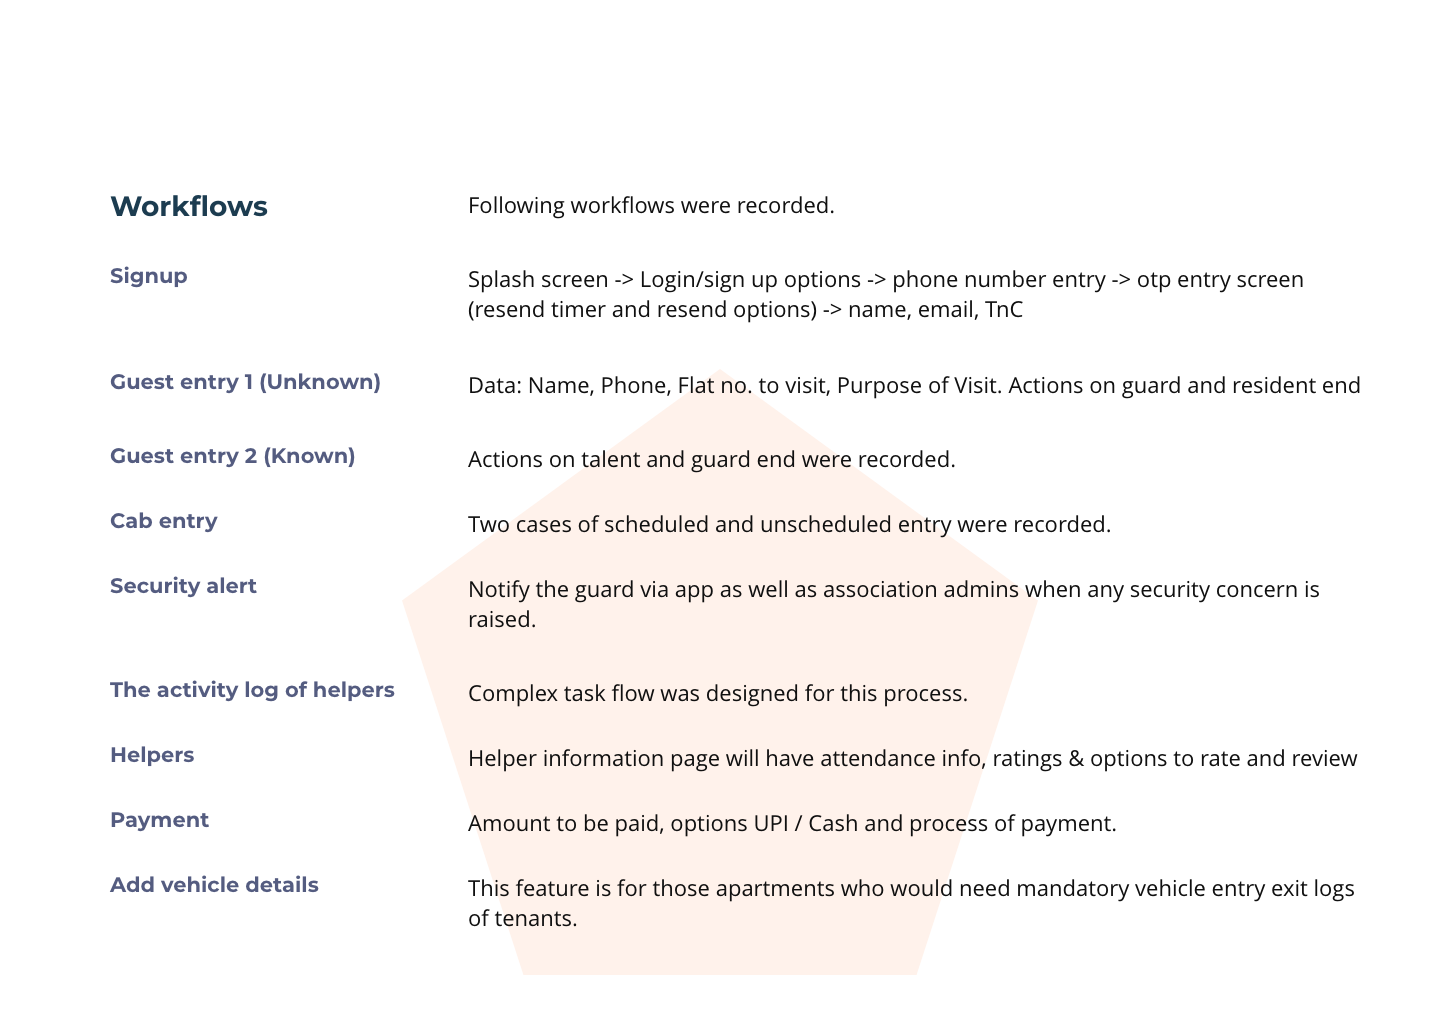 Workflows
Following workflows were recorded.
Signup
Splash screen -> Login/sign up options -> phone number entry -> otp entry screen
(resend timer and resend options) -> name, email, TnC
Guest entry 1 (Unknown)
Data: Name, Phone, Flat no. to visit, Purpose of Visit. Actions on guard and resident end
Guest entry 2 (Known)
Actions on talent and guard end were recorded.
Cab entry
Two cases of scheduled and unscheduled entry were recorded.
Security alert
Notify the guard via app as well as association admins when any security concern is
raised.
The activity log of helpers
Complex task flow was designed for this process.
Helpers
Helper information page will have attendance info, ratings & options to rate and review
Payment
Amount to be paid, options UPI / Cash and process of payment.
Add vehicle details
This feature is for those apartments who would need mandatory vehicle entry exit logs
of tenants.